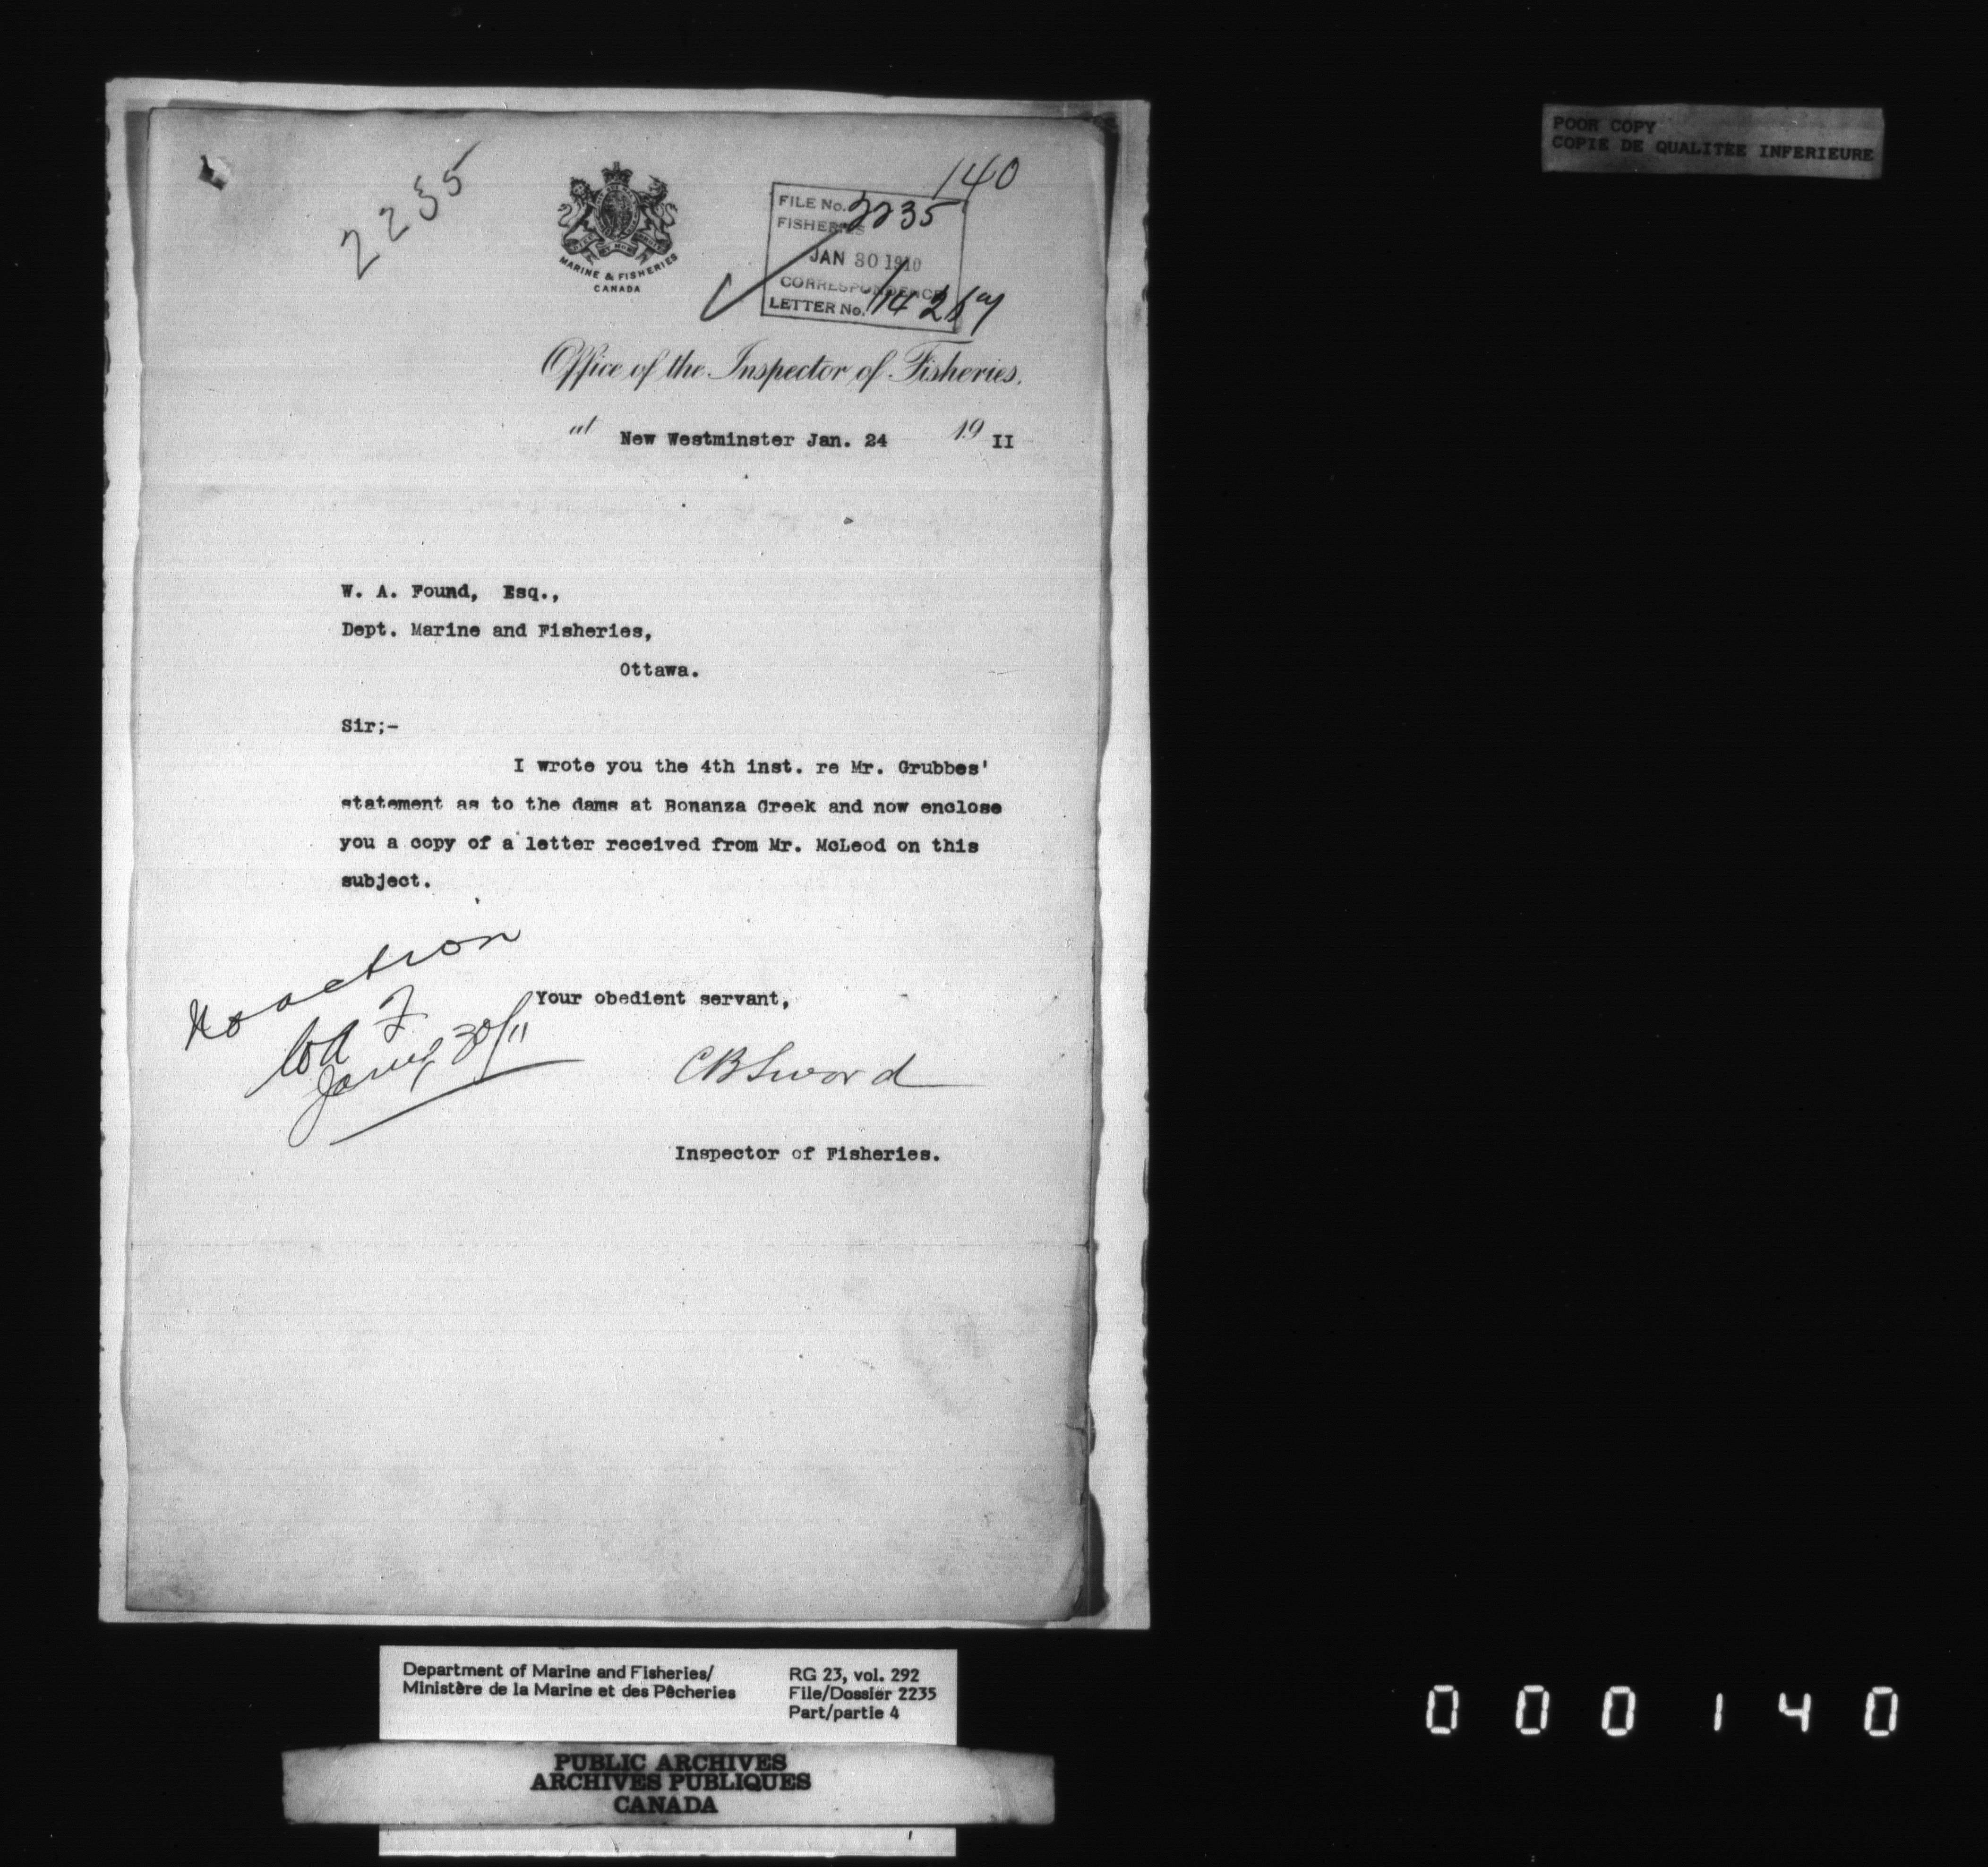 POOR COPY
COPIE DE QUALITEE INFERIEURE
2235
140
MARINE & FISHERIES
CANADA
FILE No. 2235
FISHERIES
JAN 30 1910
CORRESPONDENCE
LETTER No.
Office of the Inspector of Fisheries.
at New Westminster Jan. 24 19 II
W. A. Found, Esq.,
Dept. Marine and Fisheries,
Ottawa.
Sir;-
I wrote you the 4th inst. re Mr. Grubbes'
statement as to the dams at Bonanza Creek and now enclose
you a copy of a letter received from Mr. McLeod on this
subject.
No action
WAF
Jany 30/11
Your obedient servant,
CBSword
Inspector of Fisheries.
Department of Marine and Fisheries/
Ministère de la Marine et des Pêcheries
RG 23, vol. 292
File/Dossier 2235
Part/partie 4
PUBLIC ARCHIVES
ARCHIVES PUBLIQUES
CANADA
000140